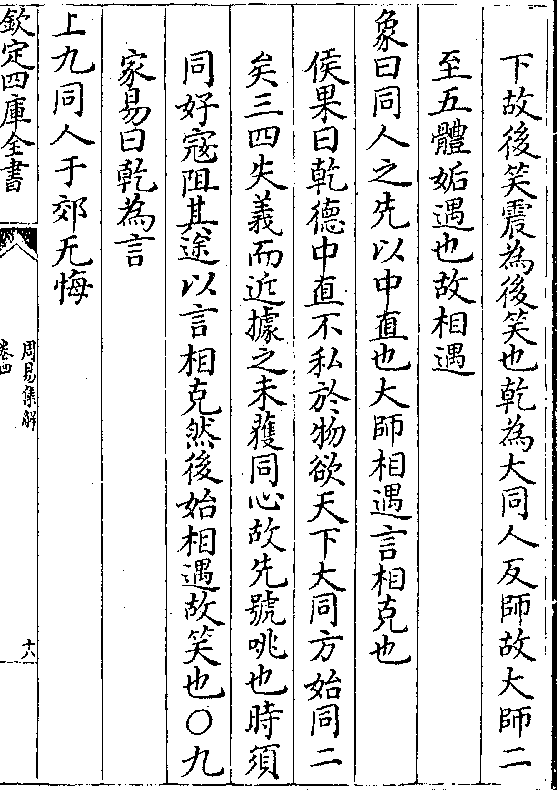 下故後笑震為後笑也乾為大同人反師故大師二
至五體姤遇也故相遇
象曰同人之先以中直也大師相遇言相克也
侯果曰乾德中直不私於物欲天下大同方始同二
矣三四失義而近據之未獲同心故先號咷也時須
同好寇阻其途以言相克然後始相遇故笑也○九
家易曰乾為言
上九同人于郊无悔
欽定四庫全書
周易集解
卷四
十八